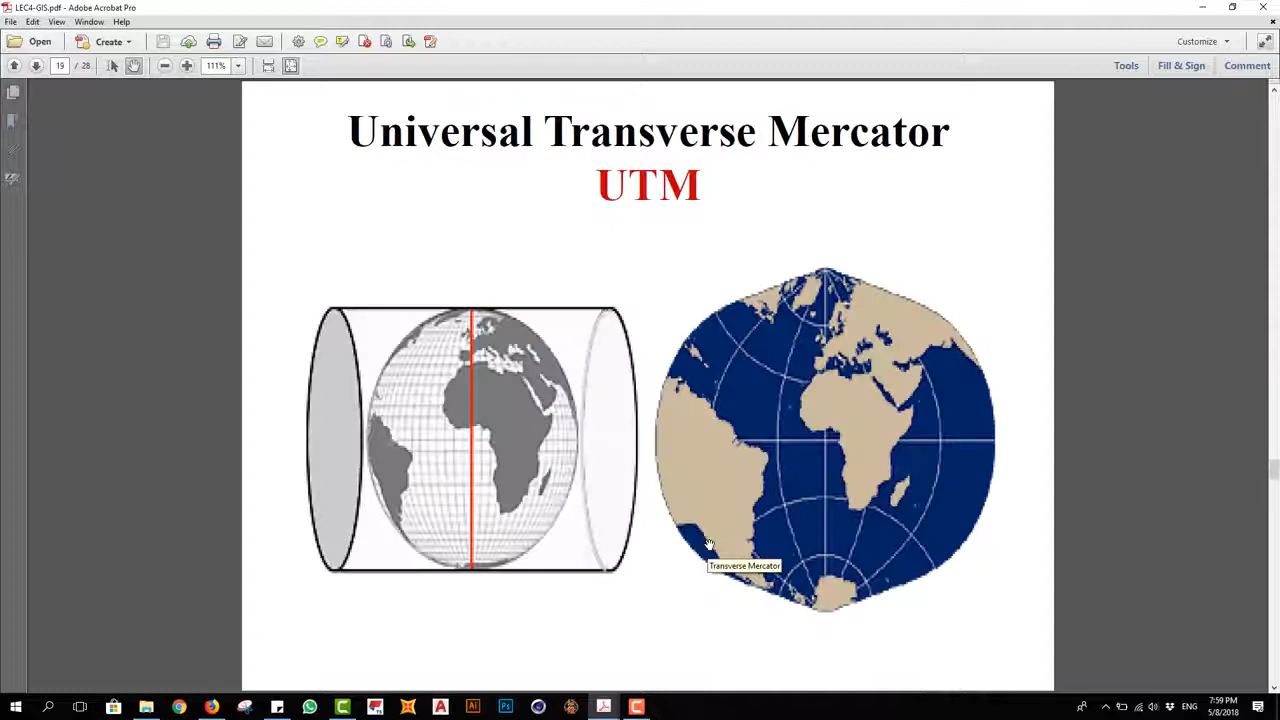 LEC4-GIS.pdf - Adobe Acrobat Pro
File Edit View Window Help
Open Create Customize
19 / 28 111% Tools Fill & Sign Comment
Universal Transverse Mercator
UTM
Transverse Mercator
7:59 PM
ENG 5/8/2018